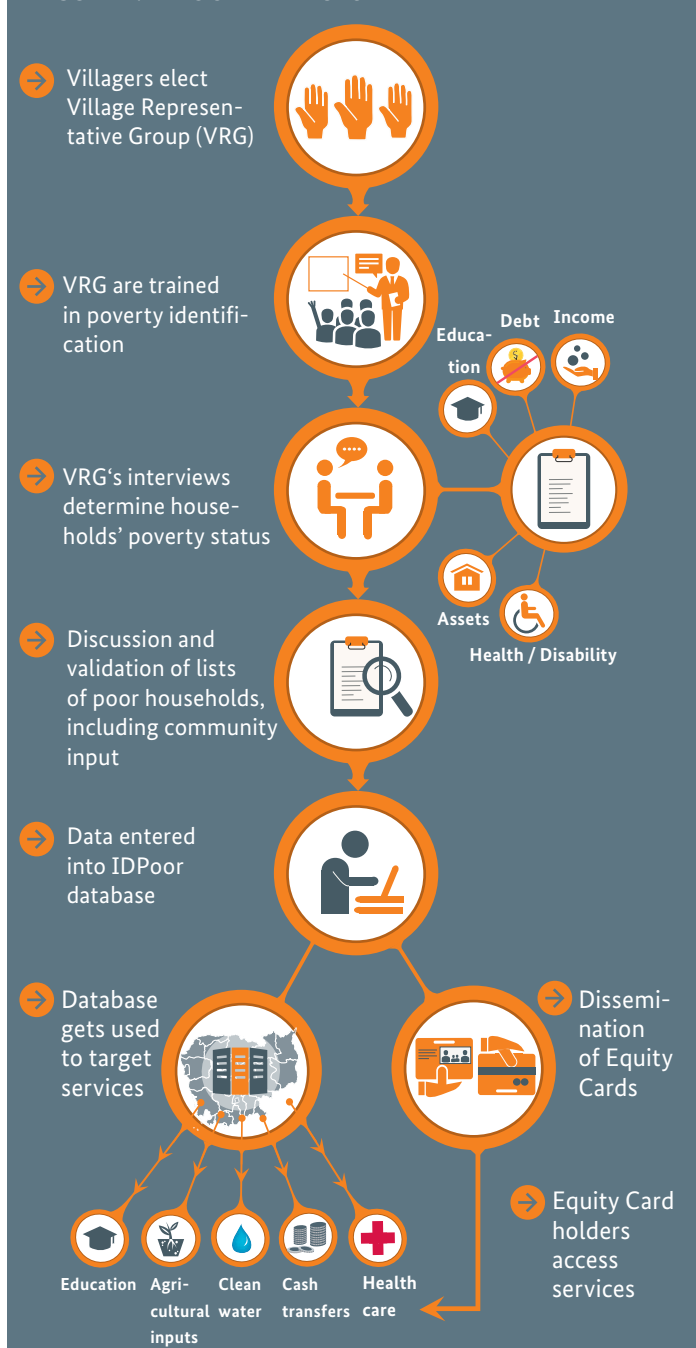 Villagers elect
Village Represen-
tative Group (VRG)
VRG are trained
in poverty identifi-
cation
Educa-
tion
Debt
Income
VRG‘s interviews
determine house-
holds’ poverty status
Assets
Health / Disability
Discussion and
validation of lists
of poor households,
including community
input
Data entered
into IDPoor
database
Database
gets used
to target
services
Dissemi-
nation
of Equity
Cards
Equity Card
holders
access
services
Education
Agri-
cultural
inputs
Clean
water
Cash
transfers
Health
care